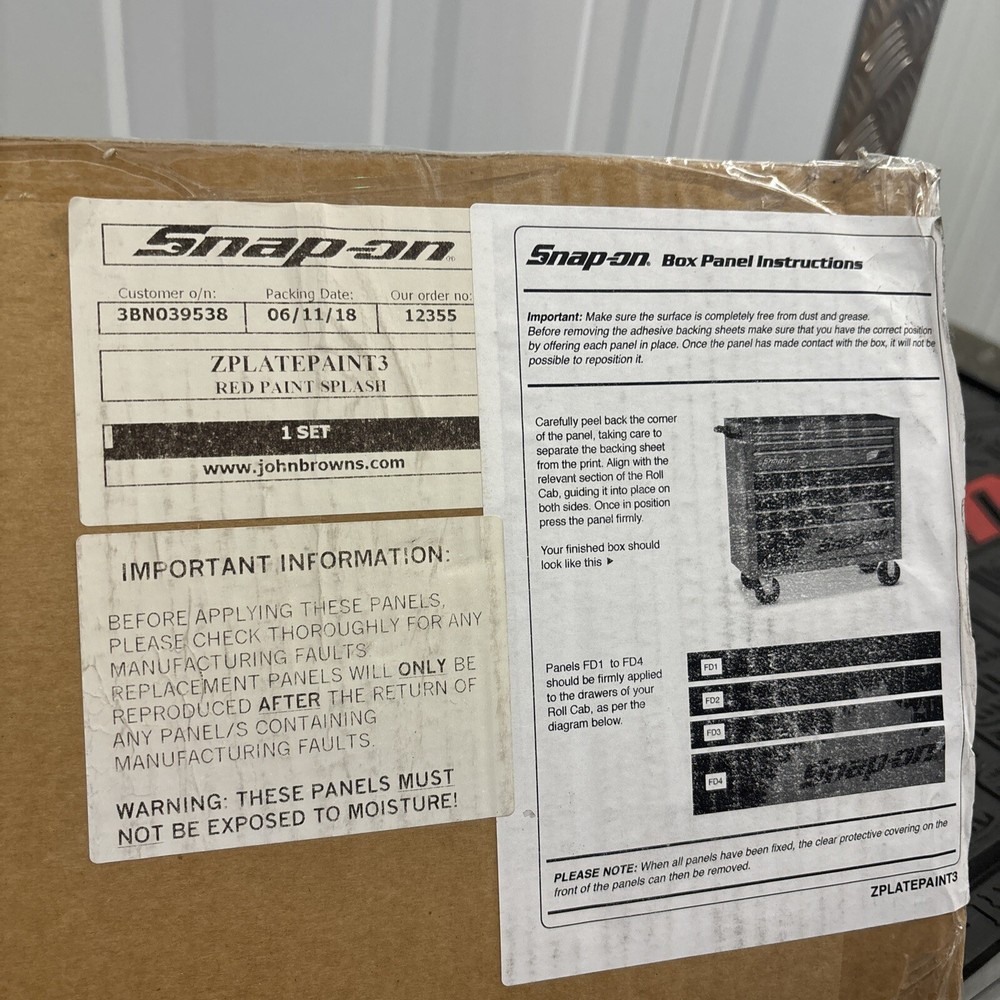 Snap-on
Customer o/n: Packing Date: Our order no:
3BN039538 06/11/18 12355
ZPLATEPAINT3
RED PAINT SPLASH
1 SET
www.johnbrowns.com
IMPORTANT INFORMATION:
BEFORE APPLYING THESE PANELS,
PLEASE CHECK THOROUGHLY FOR ANY
MANUFACTURING FAULTS
REPLACEMENT PANELS WILL ONLY BE
REPRODUCED AFTER THE RETURN OF
ANY PANEL/S CONTAINING
MANUFACTURING FAULTS.
WARNING: THESE PANELS MUST
NOT BE EXPOSED TO MOISTURE!
Snap-on Box Panel Instructions
Important: Make sure the surface is completely free from dust and grease.
Before removing the adhesive backing sheets make sure that you have the correct position
by offering each panel in place. Once the panel has made contact with the box, it will not be
possible to reposition it.
Carefully peel back the corner
of the panel, taking care to
separate the backing sheet
from the print. Align with the
relevant section of the Roll
Cab, guiding it into place on
both sides. Once in position
press the panel firmly.
Your finished box should
look like this ►
Snap-on
Snap-on
Panels FD1 to FD4
should be firmly applied
to the drawers of your
Roll Cab, as per the
diagram below.
FD1
FD2
FD3
FD4
Snap-on
PLEASE NOTE: When all panels have been fixed, the clear protective covering on the
front of the panels can then be removed.
ZPLATEPAINT3